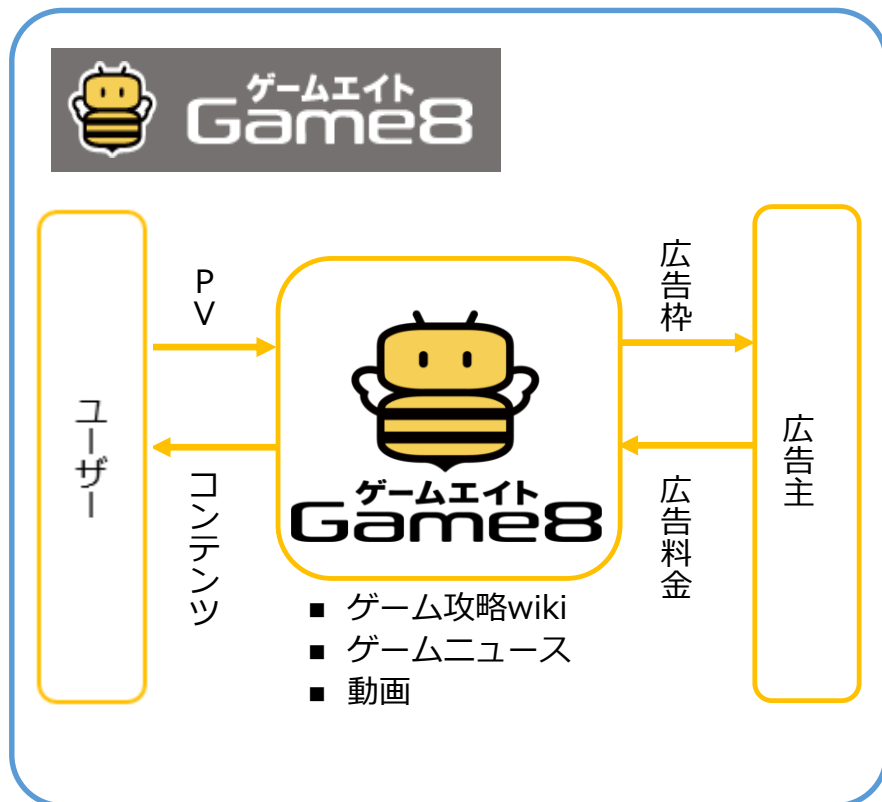 ゲームエイト
Game8
ユーザー
PV
コンテンツ
ゲームエイト
Game8
広告枠
広告料金
広告主
■ ゲーム攻略wiki
■ ゲームニュース
■ 動画